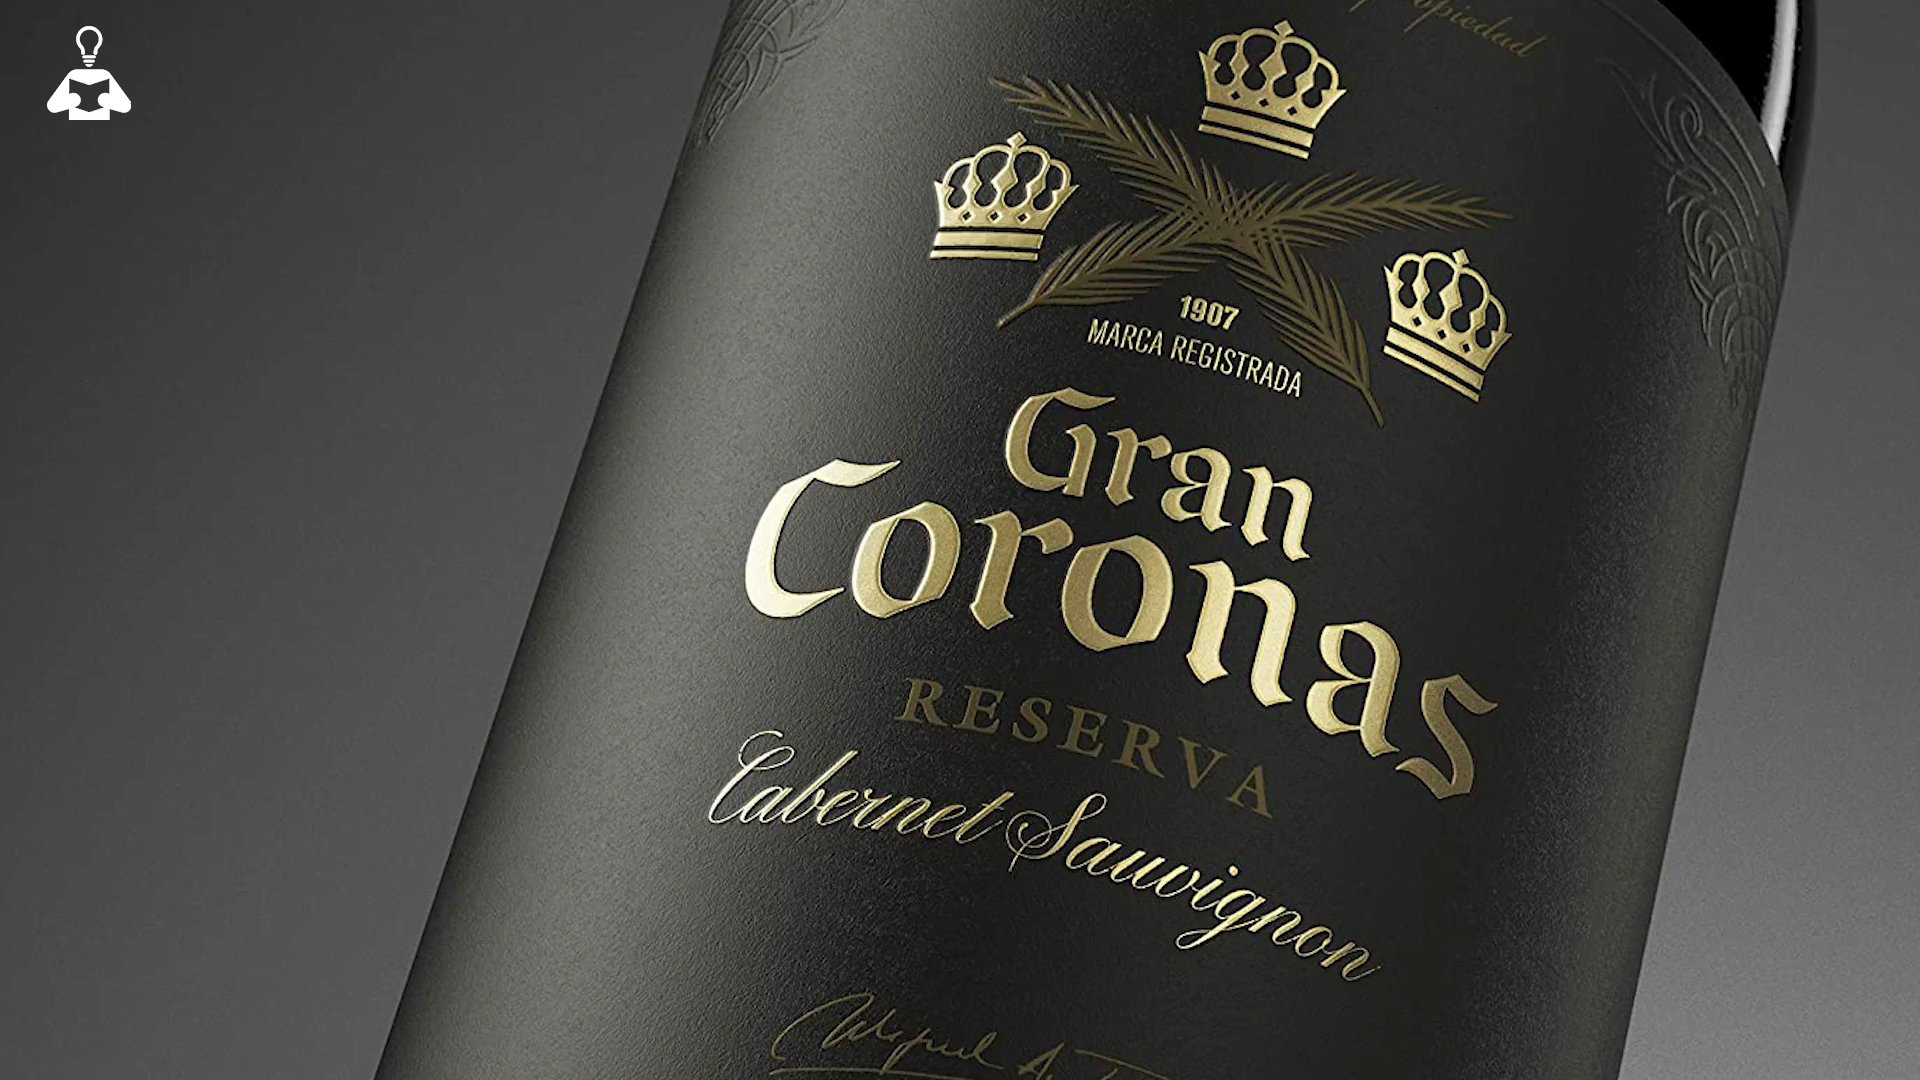 1907
MARCA REGISTRADA
Gran
Coronas
RESERVA
Cabernet Sauvignon